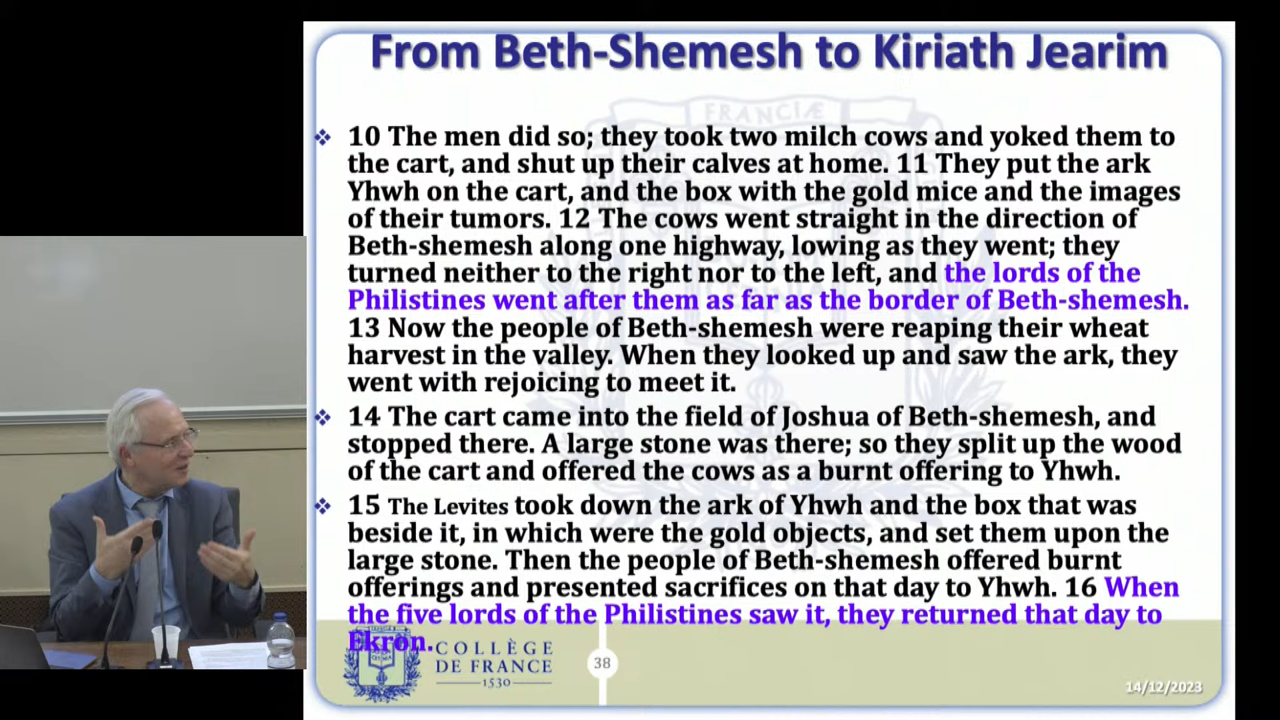 From Beth-Shemesh to Kiriath Jearim
FRANCIÆ
❖ 10 The men did so; they took two milch cows and yoked them to
the cart, and shut up their calves at home. 11 They put the ark
Yhwh on the cart, and the box with the gold mice and the images
of their tumors. 12 The cows went straight in the direction of
Beth-shemesh along one highway, lowing as they went; they
turned neither to the right nor to the left, and the lords of the
Philistines went after them as far as the border of Beth-shemesh.
13 Now the people of Beth-shemesh were reaping their wheat
harvest in the valley. When they looked up and saw the ark, they
went with rejoicing to meet it.
❖ 14 The cart came into the field of Joshua of Beth-shemesh, and
stopped there. A large stone was there; so they split up the wood
of the cart and offered the cows as a burnt offering to Yhwh.
❖ 15 The Levites took down the ark of Yhwh and the box that was
beside it, in which were the gold objects, and set them upon the
large stone. Then the people of Beth-shemesh offered burnt
offerings and presented sacrifices on that day to Yhwh. 16 When
the five lords of the Philistines saw it, they returned that day to
Ekron.
COLLÈGE
DE FRANCE
1530
38
14/12/2023